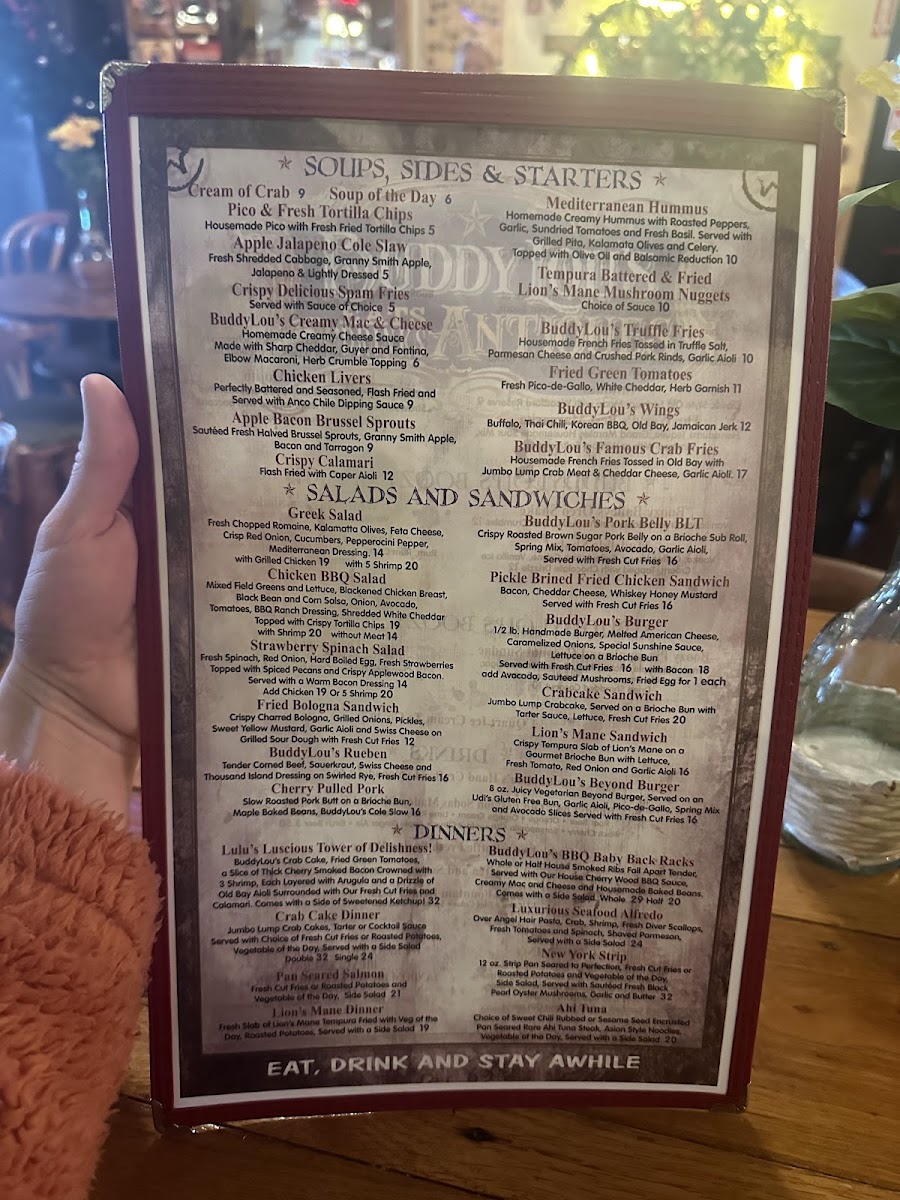 SOUPS, SIDES & STARTERS
Cream of Crab 9 Soup of the Day 6
Pico & Fresh Tortilla Chips
Housemade Pico with Fresh Fried Tortilla Chips 5
Apple Jalapeno Cole Slaw
Fresh Shredded Cabbage, Granny Smith Apple,
Jalapeno & Lightly Dressed 5
Crispy Delicious Spam Fries
Served with Sauce of Choice 5
BuddyLou's Creamy Mac & Cheese
Homemade Creamy Cheese Sauce
Made with Sharp Cheddar, Guyer and Fontina,
Elbow Macaroni, Herb Crumble Topping 6
Chicken Livers
Perfectly Battered and Seasoned, Flash Fried and
Served with Anco Chile Dipping Sauce 9
Apple Bacon Brussel Sprouts
Sautéed Fresh Halved Brussel Sprouts, Granny Smith Apple,
Bacon and Tarragon 9
Crispy Calamari
Flash Fried with Caper Aioli 12
Mediterranean Hummus
Homemade Creamy Hummus with Roasted Peppers,
Garlic, Sundried Tomatoes and Fresh Basil. Served with
Grilled Pita, Kalamata Olives and Celery.
Topped with Olive Oil and Balsamic Reduction 10
Tempura Battered & Fried
Lion's Mane Mushroom Nuggets
Choice of Sauce 10
BuddyLou's Truffle Fries
Housemade French Fries Tossed in Truffle Salt,
Parmesan Cheese and Crushed Pork Rinds, Garlic Aioli 10
Fried Green Tomatoes
Fresh Pico-de-Gallo, White Cheddar, Herb Garnish 11
BuddyLou's Wings
Buffalo, Thai Chili, Korean BBQ, Old Bay, Jamaican Jerk 12
BuddyLou's Famous Crab Fries
Housemade French Fries Tossed in Old Bay with
Jumbo Lump Crab Meat & Cheddar Cheese, Garlic Aioli. 17
SALADS AND SANDWICHES
Greek Salad
Fresh Chopped Romaine, Kalamatta Olives, Feta Cheese,
Crisp Red Onion, Cucumbers, Pepperocini Pepper,
Mediterranean Dressing. 14
with Grilled Chicken 19 with 5 Shrimp 20
Chicken BBQ Salad
Mixed Field Greens and Lettuce, Blackened Chicken Breast,
Black Bean and Corn Salsa, Onion, Avocado,
Tomatoes, BBQ Ranch Dressing, Shredded White Cheddar
Topped with Crispy Tortilla Chips 19
with Shrimp 20 without Meat 14
Strawberry Spinach Salad
Fresh Spinach, Red Onion, Hard Boiled Egg, Fresh Strawberries
Topped with Spiced Pecans and Crispy Applewood Bacon.
Served with a Warm Bacon Dressing 14
Add Chicken 19 Or 5 Shrimp 20
Fried Bologna Sandwich
Crispy Charred Bologna, Grilled Onions, Pickles,
Sweet Yellow Mustard, Garlic Aioli and Swiss Cheese on
Grilled Sour Dough with Fresh Cut Fries 12
BuddyLou's Rueben
Tender Corned Beef, Sauerkraut, Swiss Cheese and
Thousand Island Dressing on Swirled Rye, Fresh Cut Fries 16
Cherry Pulled Pork
Slow Roasted Pork Butt on a Brioche Bun,
Maple Baked Beans, BuddyLou's Cole Slaw 16
BuddyLou's Pork Belly BLT
Crispy Roasted Brown Sugar Pork Belly on a Brioche Sub Roll,
Spring Mix, Tomatoes, Avocado, Garlic Aioli,
Served with Fresh Cut Fries 16
Pickle Brined Fried Chicken Sandwich
Bacon, Cheddar Cheese, Whiskey Honey Mustard
Served with Fresh Cut Fries 16
BuddyLou's Burger
1/2 lb. Handmade Burger, Melted American Cheese,
Caramelized Onions, Special Sunshine Sauce,
Lettuce on a Brioche Bun
Served with Fresh Cut Fries 16 with Bacon 18
add Avocado, Sauteed Mushrooms, Fried Egg for 1 each
Crabcake Sandwich
Jumbo Lump Crabcake, Served on a Brioche Bun with
Tarter Sauce, Lettuce, Fresh Cut Fries 20
Lion's Mane Sandwich
Crispy Tempura Slab of Lion's Mane on a
Gourmet Brioche Bun with Lettuce,
Fresh Tomato, Red Onion and Garlic Aioli 16
BuddyLou's Beyond Burger
8 oz. Juicy Vegetarian Beyond Burger, Served on an
Udi's Gluten Free Bun, Garlic Aioli, Pico-de-Gallo, Spring Mix
and Avocado Slices Served with Fresh Cut Fries 16
DINNERS
Lulu's Luscious Tower of Delishness!
BuddyLou's Crab Cake, Fried Green Tomatoes,
a Slice of Thick Cherry Smoked Bacon Crowned with
3 Shrimp, Each Layered with Arugula and a Drizzle of
Old Bay Aioli Surrounded with Our Fresh Cut Fries and
Calamari. Comes with a Side of Sweetened Ketchup! 32
Crab Cake Dinner
Jumbo Lump Crab Cakes, Tarter or Cocktail Sauce
Served with Choice of Fresh Cut Fries or Roasted Potatoes,
Vegetable of the Day, Served with a Side Salad
Double 32 Single 24
Pan Seared Salmon
Fresh Cut Fries or Roasted Potatoes and
Vegetable of the Day, Side Salad 21
Lion's Mane Dinner
Fresh Slab of Lion's Mane Tempura Fried with Veg of the
Day, Roasted Potatoes, Served with a Side Salad 19
BuddyLou's BBQ Baby Back Racks
Whole or Half House Smoked Ribs Fall Apart Tender,
Served with Our House Cherry Wood BBQ Sauce,
Creamy Mac and Cheese and Housemade Baked Beans.
Comes with a Side Salad. Whole 29 Half 20
Luxurious Seafood Alfredo
Over Angel Hair Pasta, Crab, Shrimp, Fresh Diver Scallops,
Fresh Tomatoes and Spinach, Shaved Parmesan,
Served with a Side Salad 24
New York Strip
12 oz. Strip Pan Seared to Perfection, Fresh Cut Fries or
Roasted Potatoes and Vegetable of the Day,
Side Salad, Served with Sautéed Fresh Black
Pearl Oyster Mushrooms, Garlic and Butter 32
Ahi Tuna
Choice of Sweet Chili Rubbed or Sesame Seed Encrusted
Pan Seared Rare Ahi Tuna Steak, Asian Style Noodles,
Vegetable of the Day, Served with a Side Salad 20
EAT, DRINK AND STAY AWHILE